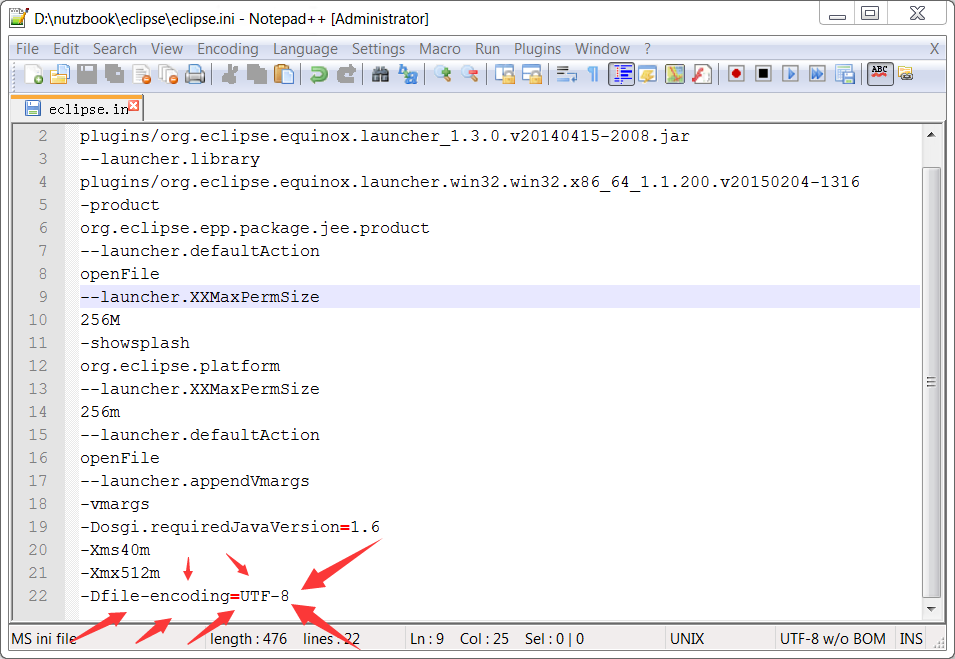 D:\nutzbook\eclipse\eclipse.ini - Notepad++ [Administrator]
File Edit Search View Encoding Language Settings Macro Run Plugins Window ? X
ABC
eclipse.in
2 plugins/org.eclipse.equinox.launcher_1.3.0.v20140415-2008.jar
3 --launcher.library
4 plugins/org.eclipse.equinox.launcher.win32.win32.x86_64_1.1.200.v20150204-1316
5 -product
6 org.eclipse.epp.package.jee.product
7 --launcher.defaultAction
8 openFile
9 --launcher.XXMaxPermSize
10 256M
11 -showsplash
12 org.eclipse.platform
13 --launcher.XXMaxPermSize
14 256m
15 --launcher.defaultAction
16 openFile
17 --launcher.appendVmargs
18 -vmargs
19 -Dosgi.requiredJavaVersion=1.6
20 -Xms40m
21 -Xmx512m
22 -Dfile-encoding=UTF-8
MS ini file length : 476 lines : 22 Ln : 9 Col : 25 Sel : 0 | 0 UNIX UTF-8 w/o BOM INS